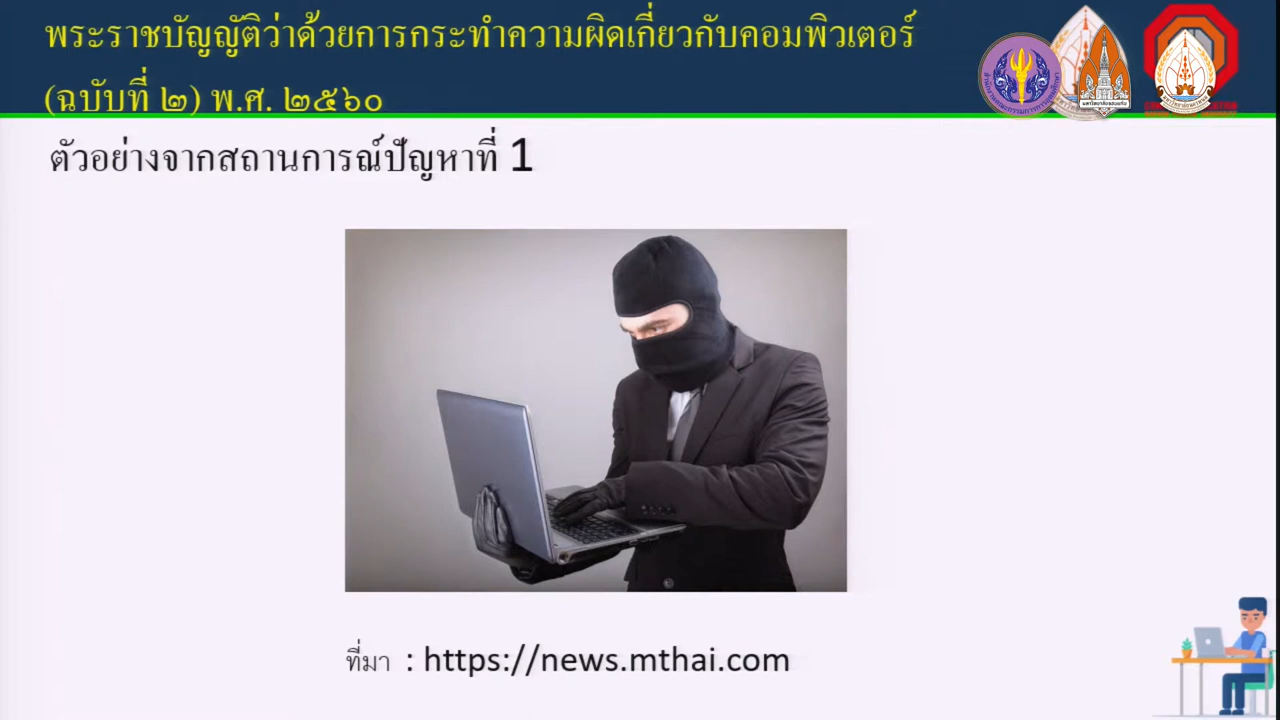 พระราชบัญญัติว่าด้วยการกระทำความผิดเกี่ยวกับคอมพิวเตอร์
(ฉบับที่ ๒) พ.ศ. ๒๕๖๐
ตัวอย่างจากสถานการณ์ปัญหาที่ 1
ที่มา : https://news.mthai.com